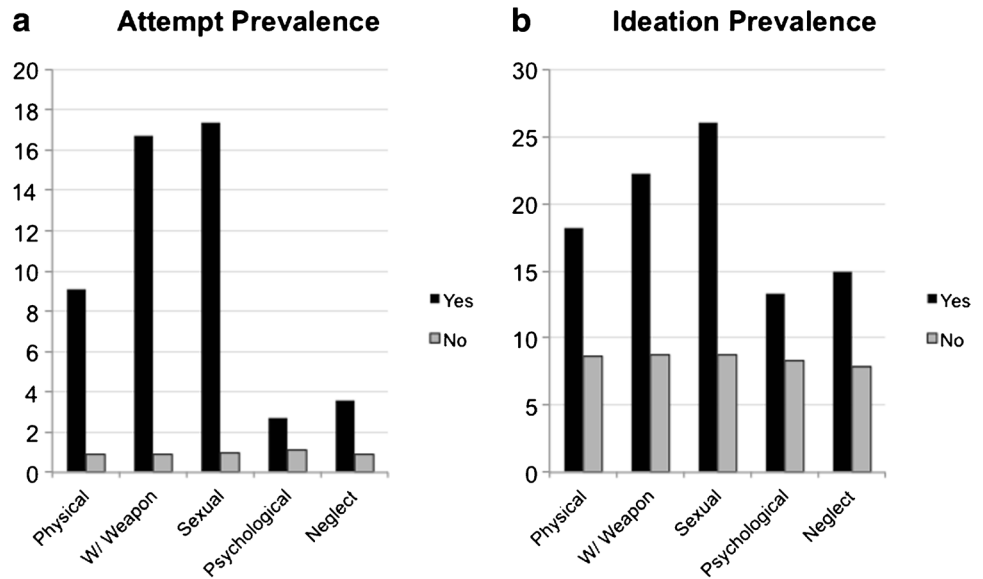 a Attempt Prevalence
20
18
16
14
12
10
8
6
4
2
0
Physical
W/ Weapon
Sexual
Psychological
Neglect
Yes
No
b Ideation Prevalence
30
25
20
15
10
5
0
Physical
W/ Weapon
Sexual
Psychological
Neglect
Yes
No